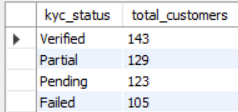 kyc_status total_customers
Verified 143
Partial 129
Pending 123
Failed 105